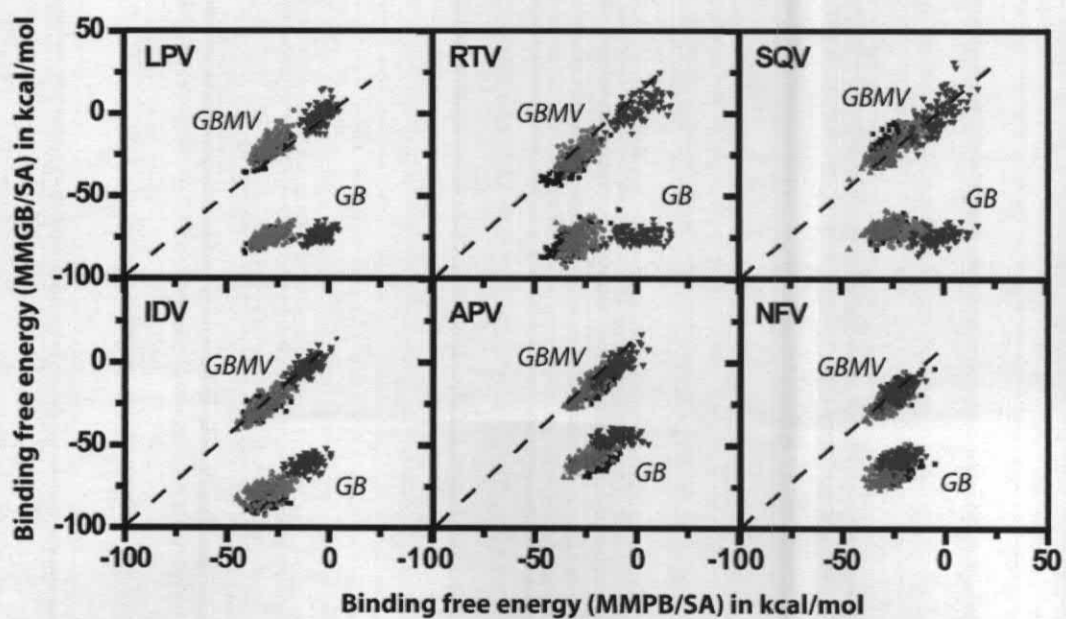 Binding free energy (MMGB/SA) in kcal/mol
50
0
-50
-100
LPV
GBMV
GB
RTV
GBMV
GB
SQV
GBMV
GB
0
-50
-100
IDV
GBMV
GB
APV
GBMV
GB
NFV
GBMV
GB
-100 -50 0 -100 -50 0 -100 -50 0 50
Binding free energy (MMPB/SA) in kcal/mol